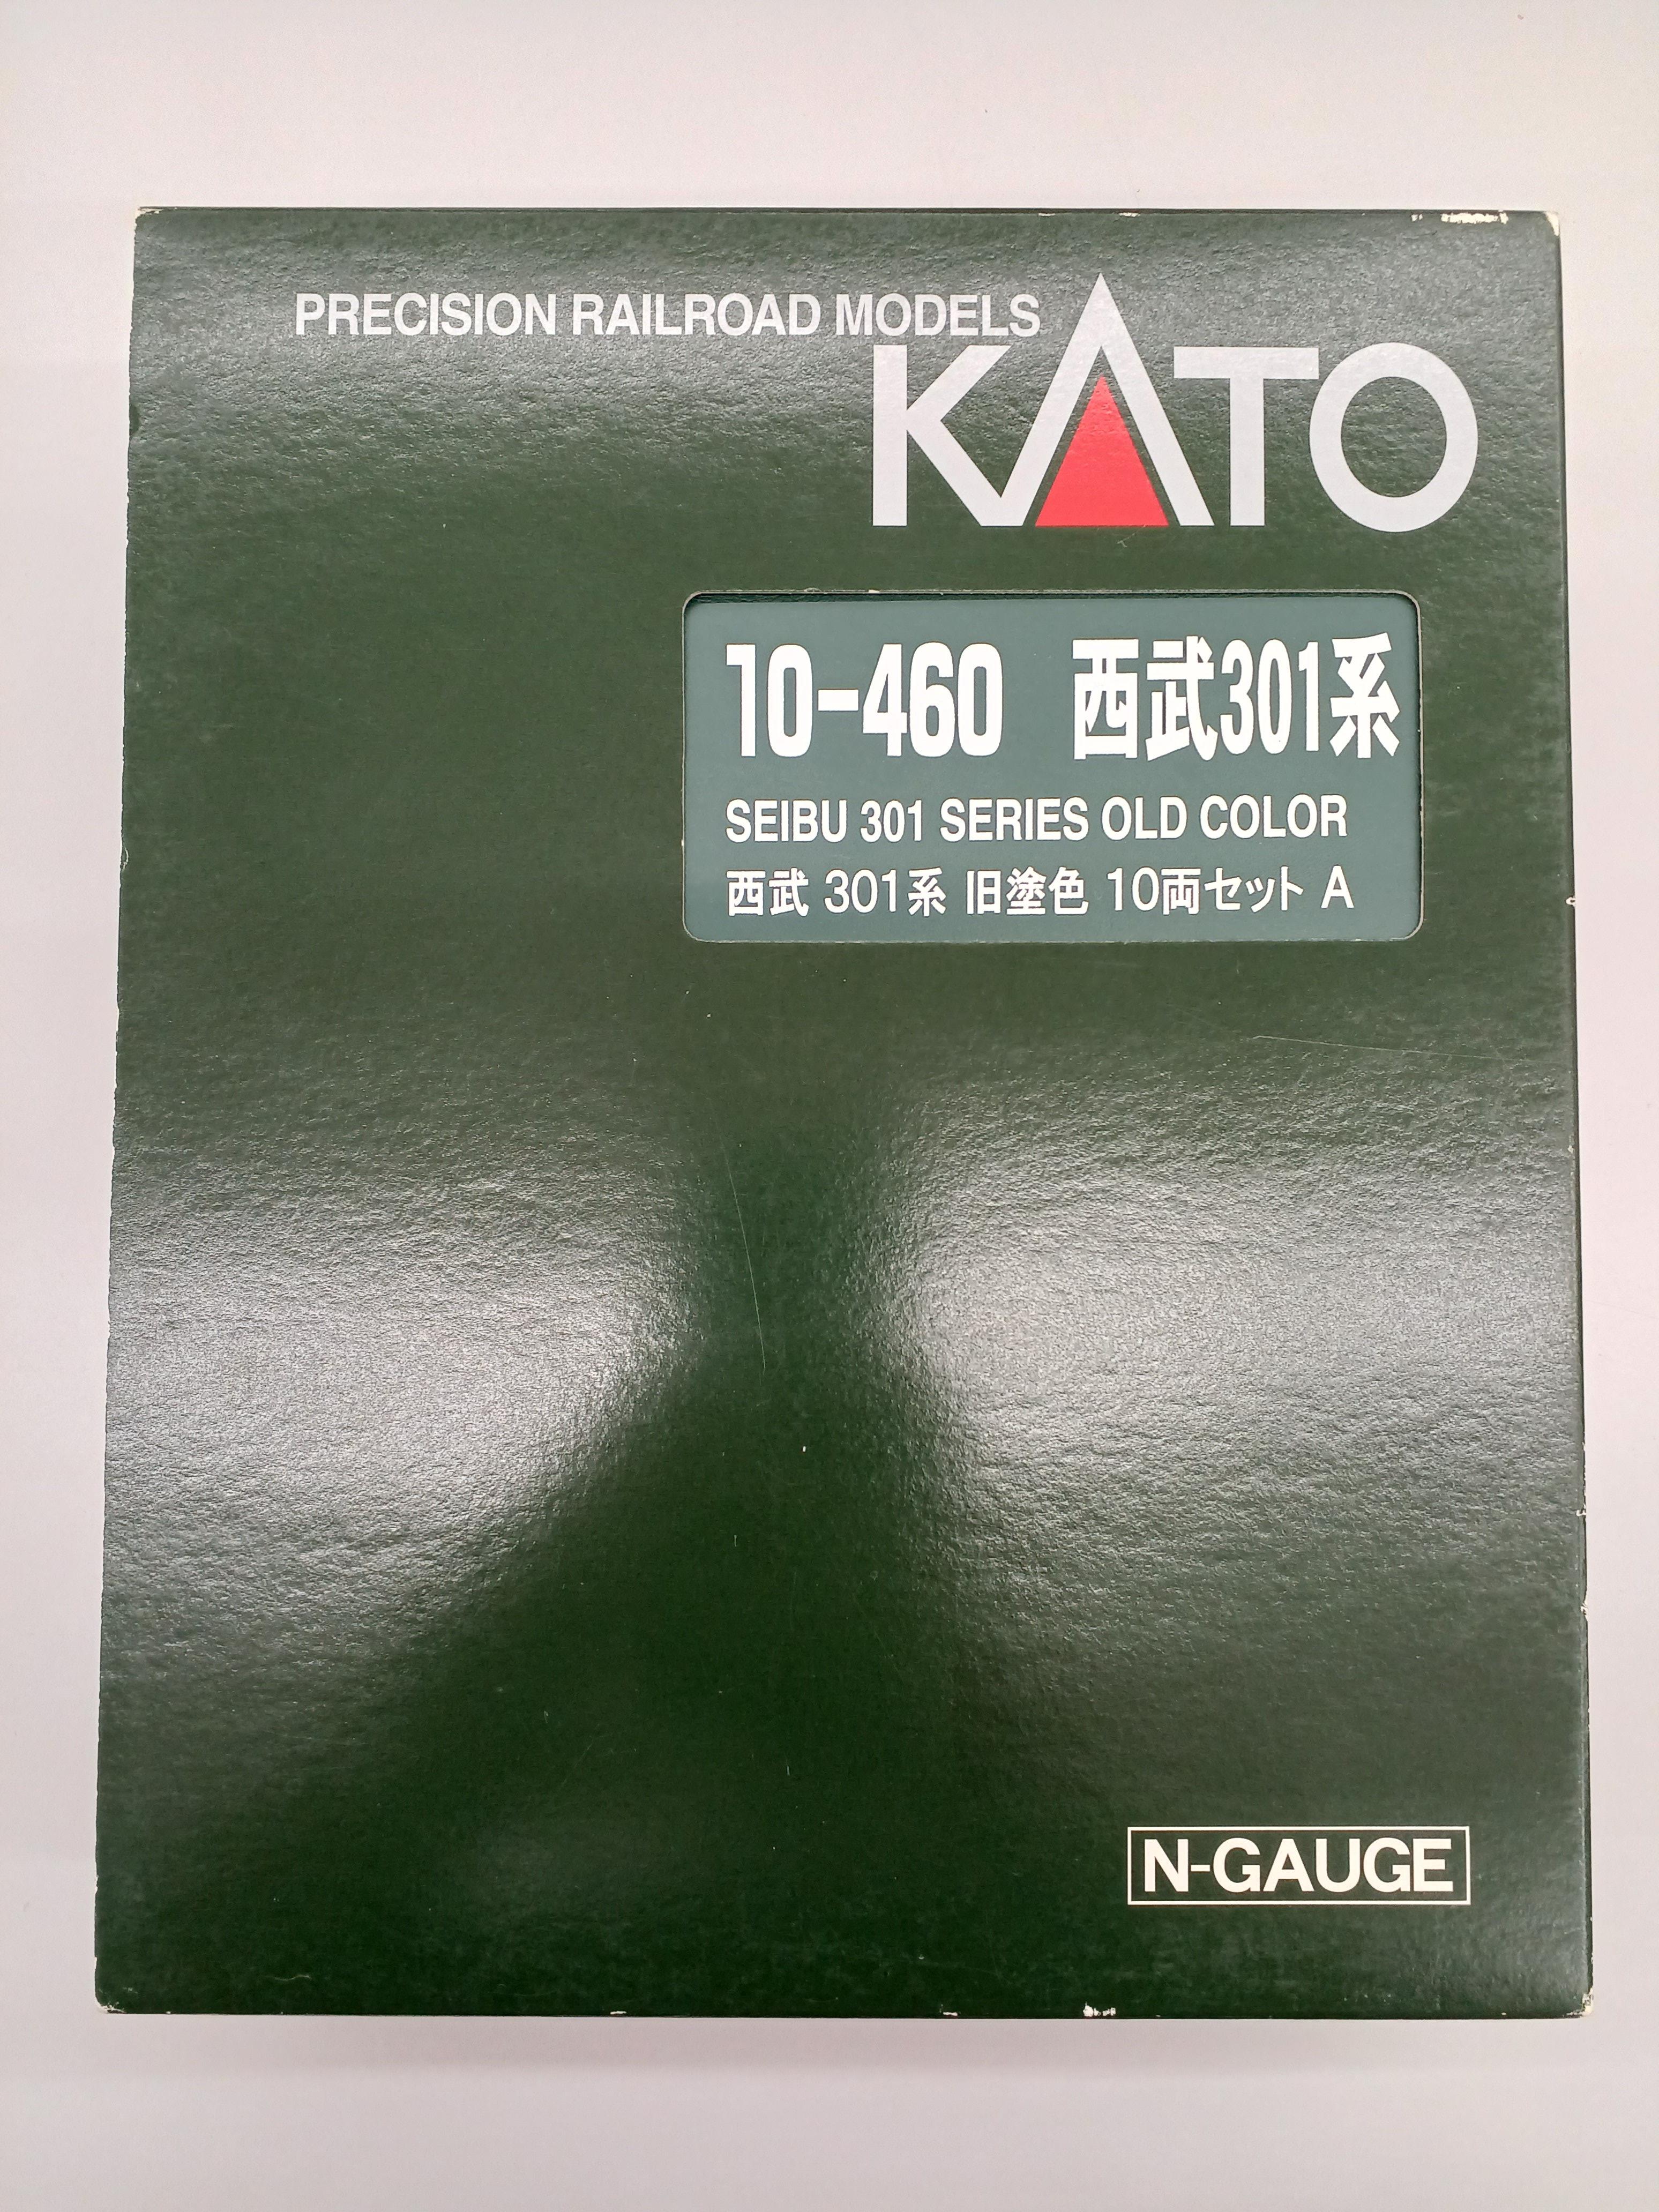 PRECISION RAILROAD MODELS
KATO
10-460 西武301系
SEIBU 301 SERIES OLD COLOR
西武 301系 旧塗色 10両セット A
N-GAUGE